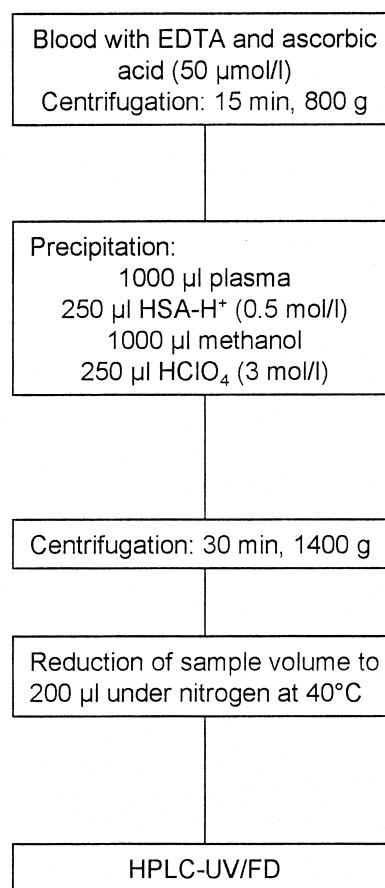 Blood with EDTA and ascorbic
acid (50 µmol/l)
Centrifugation: 15 min, 800 g
Precipitation:
1000 µl plasma
250 µl HSA-H⁺ (0.5 mol/l)
1000 µl methanol
250 µl HClO₄ (3 mol/l)
Centrifugation: 30 min, 1400 g
Reduction of sample volume to
200 µl under nitrogen at 40°C
HPLC-UV/FD